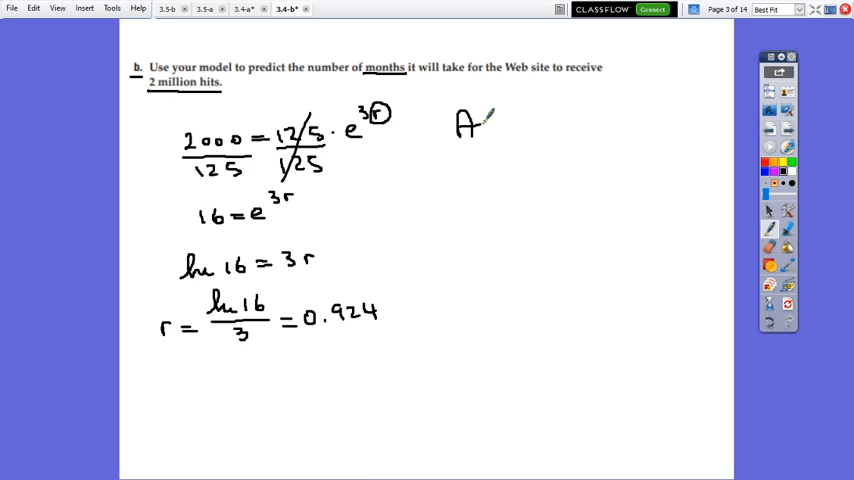 File Edit View Insert Tools Help 3.5-b 3.5-a 3.4-a* 3.4-b* CLASSFLOW Connect Page 3 of 14 Best Fit
b. Use your model to predict the number of months it will take for the Web site to receive
2 million hits.
2000/125 = 125/125 · e^3r
A
16 = e^3r
ln 16 = 3r
r = ln 16/3 = 0.924